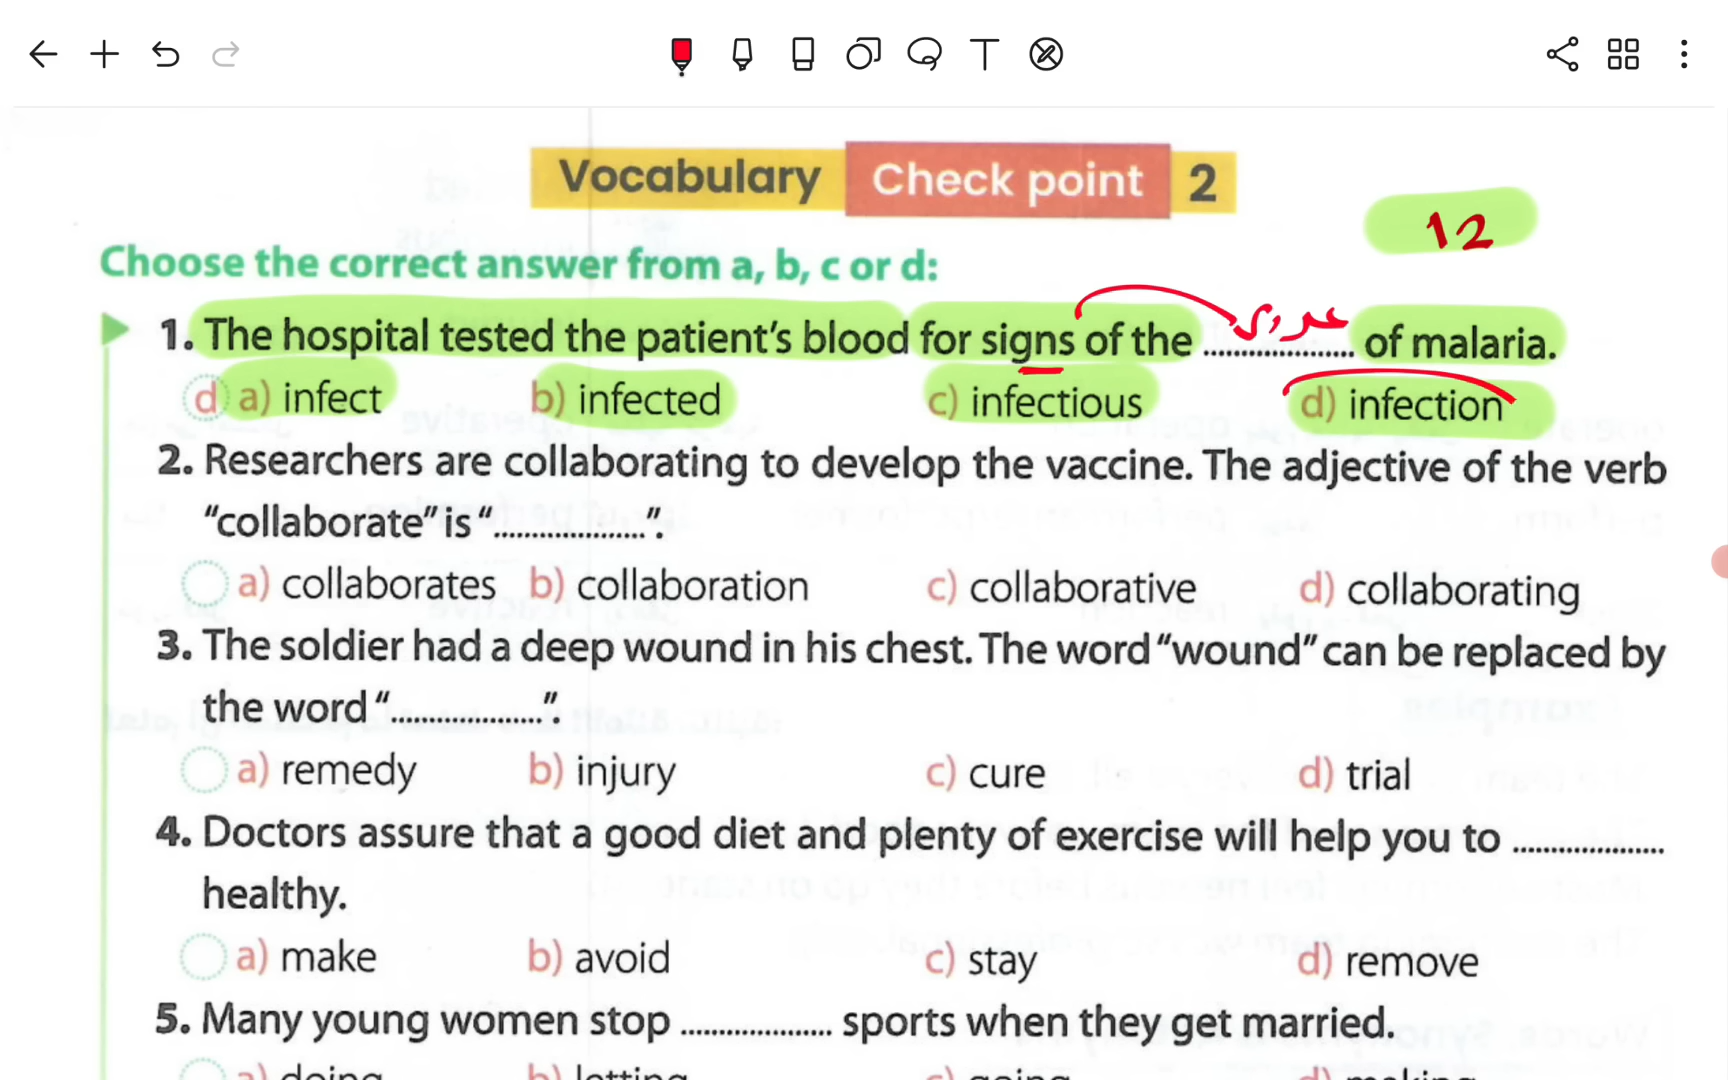 Vocabulary Check point 2
12
Choose the correct answer from a, b, c or d:
1. The hospital tested the patient's blood for signs of the .................... of malaria.
d a) infect b) infected c) infectious d) infection
2. Researchers are collaborating to develop the vaccine. The adjective of the verb
"collaborate" is "....................".
a) collaborates b) collaboration c) collaborative d) collaborating
3. The soldier had a deep wound in his chest. The word "wound" can be replaced by
the word "....................".
a) remedy b) injury c) cure d) trial
4. Doctors assure that a good diet and plenty of exercise will help you to ....................
healthy.
a) make b) avoid c) stay d) remove
5. Many young women stop .................... sports when they get married.
a) doing b) letting c) going d) making